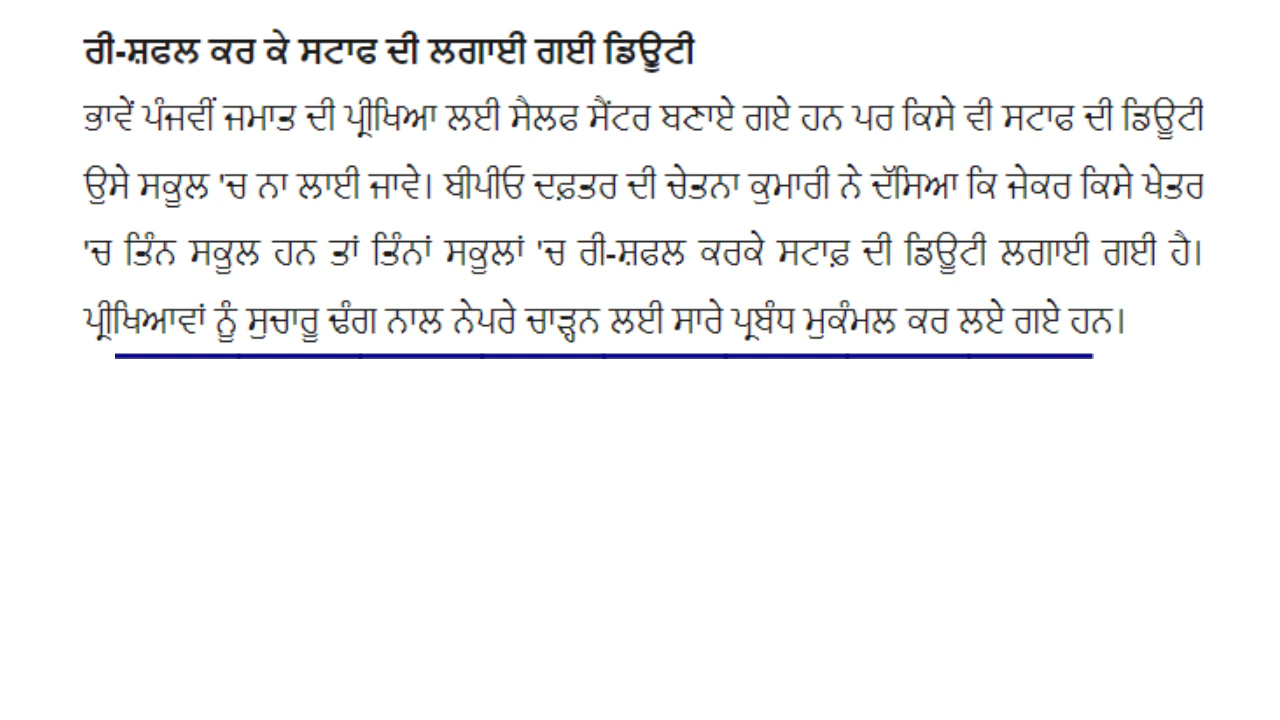 ਰੀ-ਸ਼ਫਲ ਕਰ ਕੇ ਸਟਾਫ ਦੀ ਲਗਾਈ ਗਈ ਡਿਊਟੀ
ਭਾਵੇਂ ਪੰਜਵੀਂ ਜਮਾਤ ਦੀ ਪ੍ਰੀਖਿਆ ਲਈ ਸੈਲਫ ਸੈਂਟਰ ਬਣਾਏ ਗਏ ਹਨ ਪਰ ਕਿਸੇ ਵੀ ਸਟਾਫ ਦੀ ਡਿਊਟੀ
ਉਸੇ ਸਕੂਲ 'ਚ ਨਾ ਲਾਈ ਜਾਵੇ। ਬੀਪੀਓ ਦਫ਼ਤਰ ਦੀ ਚੇਤਨਾ ਕੁਮਾਰੀ ਨੇ ਦੱਸਿਆ ਕਿ ਜੇਕਰ ਕਿਸੇ ਖੇਤਰ
'ਚ ਤਿੰਨ ਸਕੂਲ ਹਨ ਤਾਂ ਤਿੰਨਾਂ ਸਕੂਲਾਂ 'ਚ ਰੀ-ਸ਼ਫਲ ਕਰਕੇ ਸਟਾਫ਼ ਦੀ ਡਿਊਟੀ ਲਗਾਈ ਗਈ ਹੈ।
ਪ੍ਰੀਖਿਆਵਾਂ ਨੂੰ ਸੁਚਾਰੂ ਢੰਗ ਨਾਲ ਨੇਪਰੇ ਚਾੜ੍ਹਨ ਲਈ ਸਾਰੇ ਪ੍ਰਬੰਧ ਮੁਕੰਮਲ ਕਰ ਲਏ ਗਏ ਹਨ।